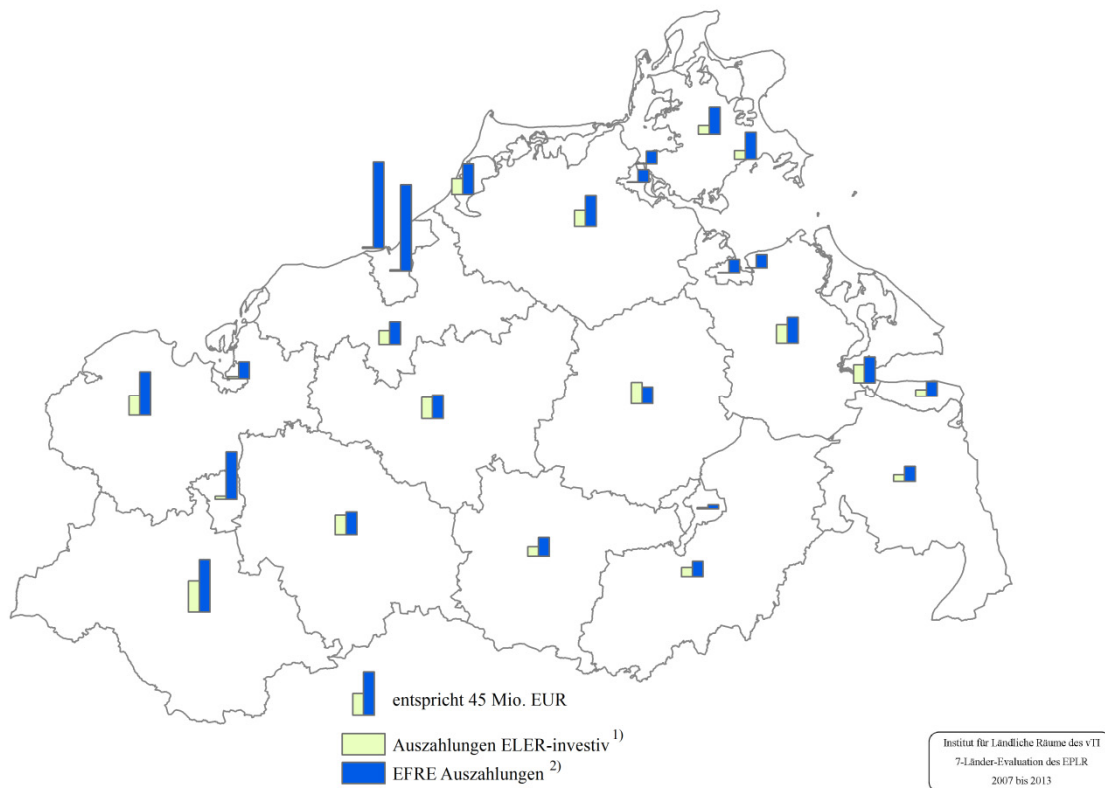 entspricht 45 Mio. EUR
Auszahlungen ELER-investiv 1)
EFRE Auszahlungen 2)
Institut für Ländliche Räume des vTI
7-Länder-Evaluation des EPLR
2007 bis 2013